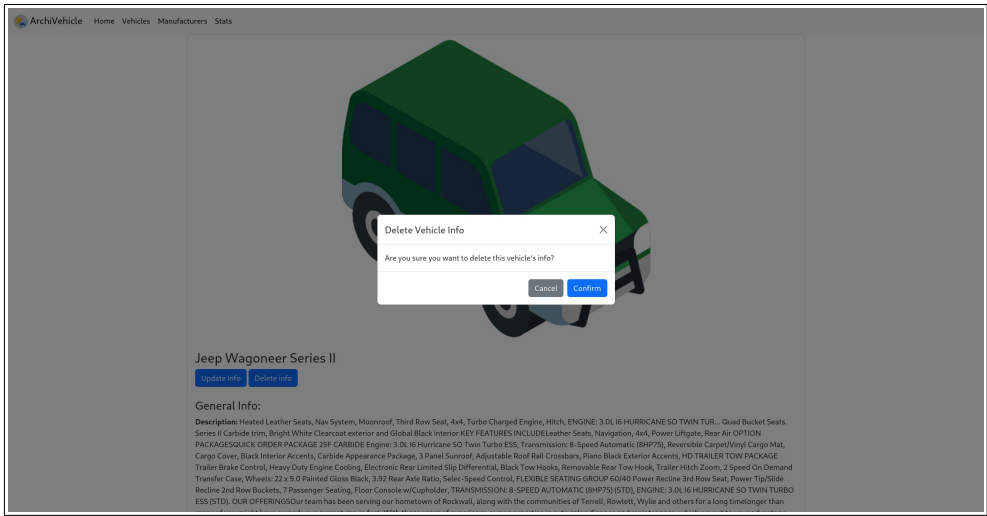 ArchiVehicle Home Vehicles Manufacturers Stats
Delete Vehicle Info
Are you sure you want to delete this vehicle's info?
Cancel Confirm
Jeep Wagoneer Series II
Update Info Delete info
General Info:
Description: Heated Leather Seats, Nav System, Moonroof, Third Row Seat, 4x4, Turbo Charged Engine, Hitch, ENGINE: 3.0L I6 HURRICANE SO TWIN TUR... Quad Bucket Seats.
Series II Carbide trim, Bright White Clearcoat exterior and Global Black interior KEY FEATURES INCLUDELeather Seats, Navigation, 4x4, Power Liftgate, Rear Air OPTION
PACKAGESQUICK ORDER PACKAGE 25F CARBIDE Engine: 3.0L I6 Hurricane SO Twin Turbo ESS, Transmission: 8-Speed Automatic (8HP75), Reversible Carpet/Vinyl Cargo Mat,
Cargo Cover, Black Interior Accents, Carbide Appearance Package, 3 Panel Sunroof, Adjustable Roof Rail Crossbars, Piano Black Exterior Accents, HD TRAILER TOW PACKAGE
Trailer Brake Control, Heavy Duty Engine Cooling, Electronic Rear Limited Slip Differential, Black Tow Hooks, Removable Rear Tow Hook, Trailer Hitch Zoom, 2 Speed On Demand
Transfer Case, Wheels: 22 x 9.0 Painted Gloss Black, 3.92 Rear Axle Ratio, Selec-Speed Control, FLEXIBLE SEATING GROUP 60/40 Power Recline 3rd Row Seat, Power Tip/Slide
Recline 2nd Row Buckets, 7 Passenger Seating, Floor Console w/Cupholder, TRANSMISSION: 8-SPEED AUTOMATIC (8HP75) (STD), ENGINE: 3.0L I6 HURRICANE SO TWIN TURBO
ESS (STD). OUR OFFERINGSOur team has been serving our hometown of Rockwall, along with the communities of Terrell, Rowlett, Wylie and others for a long timelonger than